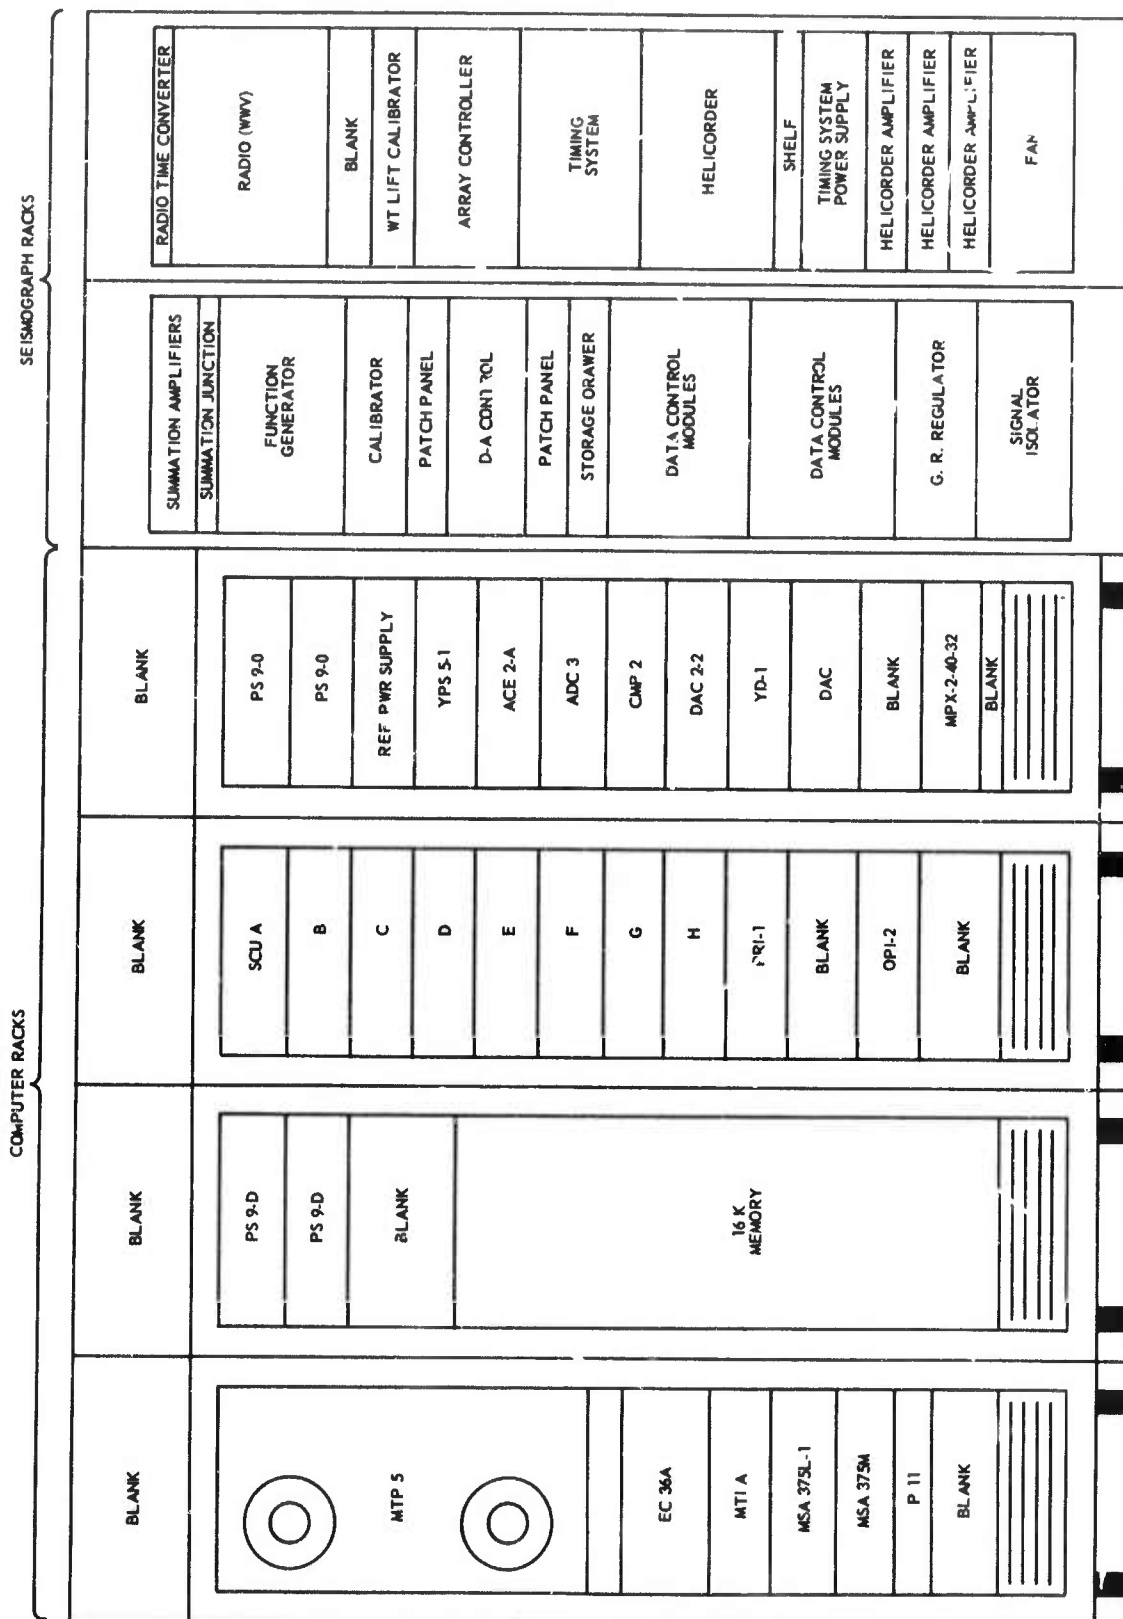 COMPUTER RACKS
SEISMOGRAPH RACKS
BLANK
MTP 5
EC 36A
MTI A
MSA 375L-1
MSA 375M
P 11
BLANK
BLANK
PS 9-D
PS 9-D
BLANK
16 K
MEMORY
BLANK
SCU A
B
C
D
E
F
G
H
PRI-1
BLANK
OPI-2
BLANK
BLANK
PS 9-0
PS 9-0
REF PWR SUPPLY
YPS 5-1
ACE 2-A
ADC 3
CMP 2
DAC 2-2
YD-1
DAC
BLANK
MPX-2-40-32
BLANK
SUMMATION AMPLIFIERS
SUMMATION JUNCTION
FUNCTION
GENERATOR
CALIBRATOR
PATCH PANEL
D-A CONTROL
PATCH PANEL
STORAGE DRAWER
DATA CONTROL
MODULES
DATA CONTROL
MODULES
G. R. REGULATOR
SIGNAL
ISOLATOR
RADIO TIME CONVERTER
RADIO (WWV)
BLANK
WT LIFT CALIBRATOR
ARRAY CONTROLLER
TIMING
SYSTEM
HELICORDER
SHELF
TIMING SYSTEM
POWER SUPPLY
HELICORDER AMPLIFIER
HELICORDER AMPLIFIER
HELICORDER AMPLIFIER
FAN